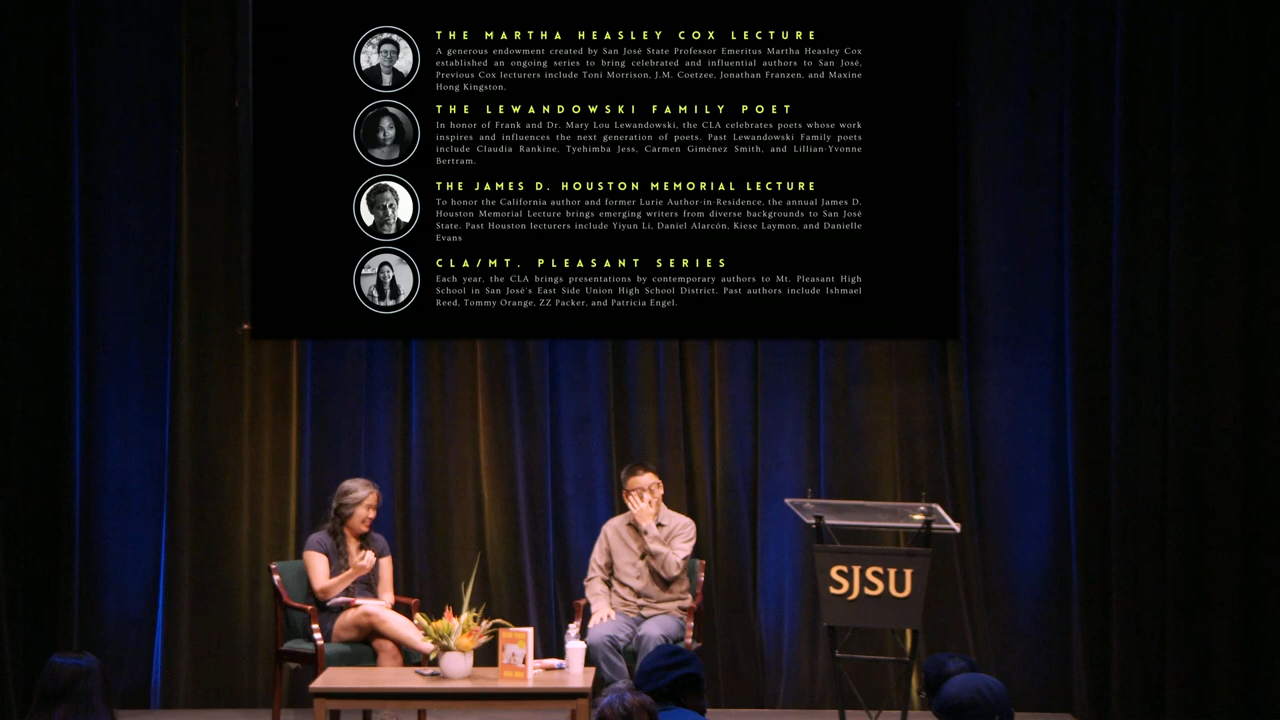 THE MARTHA HEASLEY COX LECTURE
A generous endowment created by San José State Professor Emeritus Martha Heasley Cox
established an ongoing series to bring celebrated and influential authors to San José,
Previous Cox lecturers include Toni Morrison, J.M. Coetzee, Jonathan Franzen, and Maxine
Hong Kingston.
THE LEWANDOWSKI FAMILY POET
In honor of Frank and Dr. Mary Lou Lewandowski, the CLA celebrates poets whose work
inspires and influences the next generation of poets. Past Lewandowski Family poets
include Claudia Rankine, Tyehimba Jess, Carmen Giménez Smith, and Lillian-Yvonne
Bertram.
THE JAMES D. HOUSTON MEMORIAL LECTURE
To honor the California author and former Lurie Author-in-Residence, the annual James D.
Houston Memorial Lecture brings emerging writers from diverse backgrounds to San José
State. Past Houston lecturers include Yiyun Li, Daniel Alarcón, Kiese Laymon, and Danielle
Evans
CLA/MT. PLEASANT SERIES
Each year, the CLA brings presentations by contemporary authors to Mt. Pleasant High
School in San José's East Side Union High School District. Past authors include Ishmael
Reed, Tommy Orange, ZZ Packer, and Patricia Engel.
SJSU